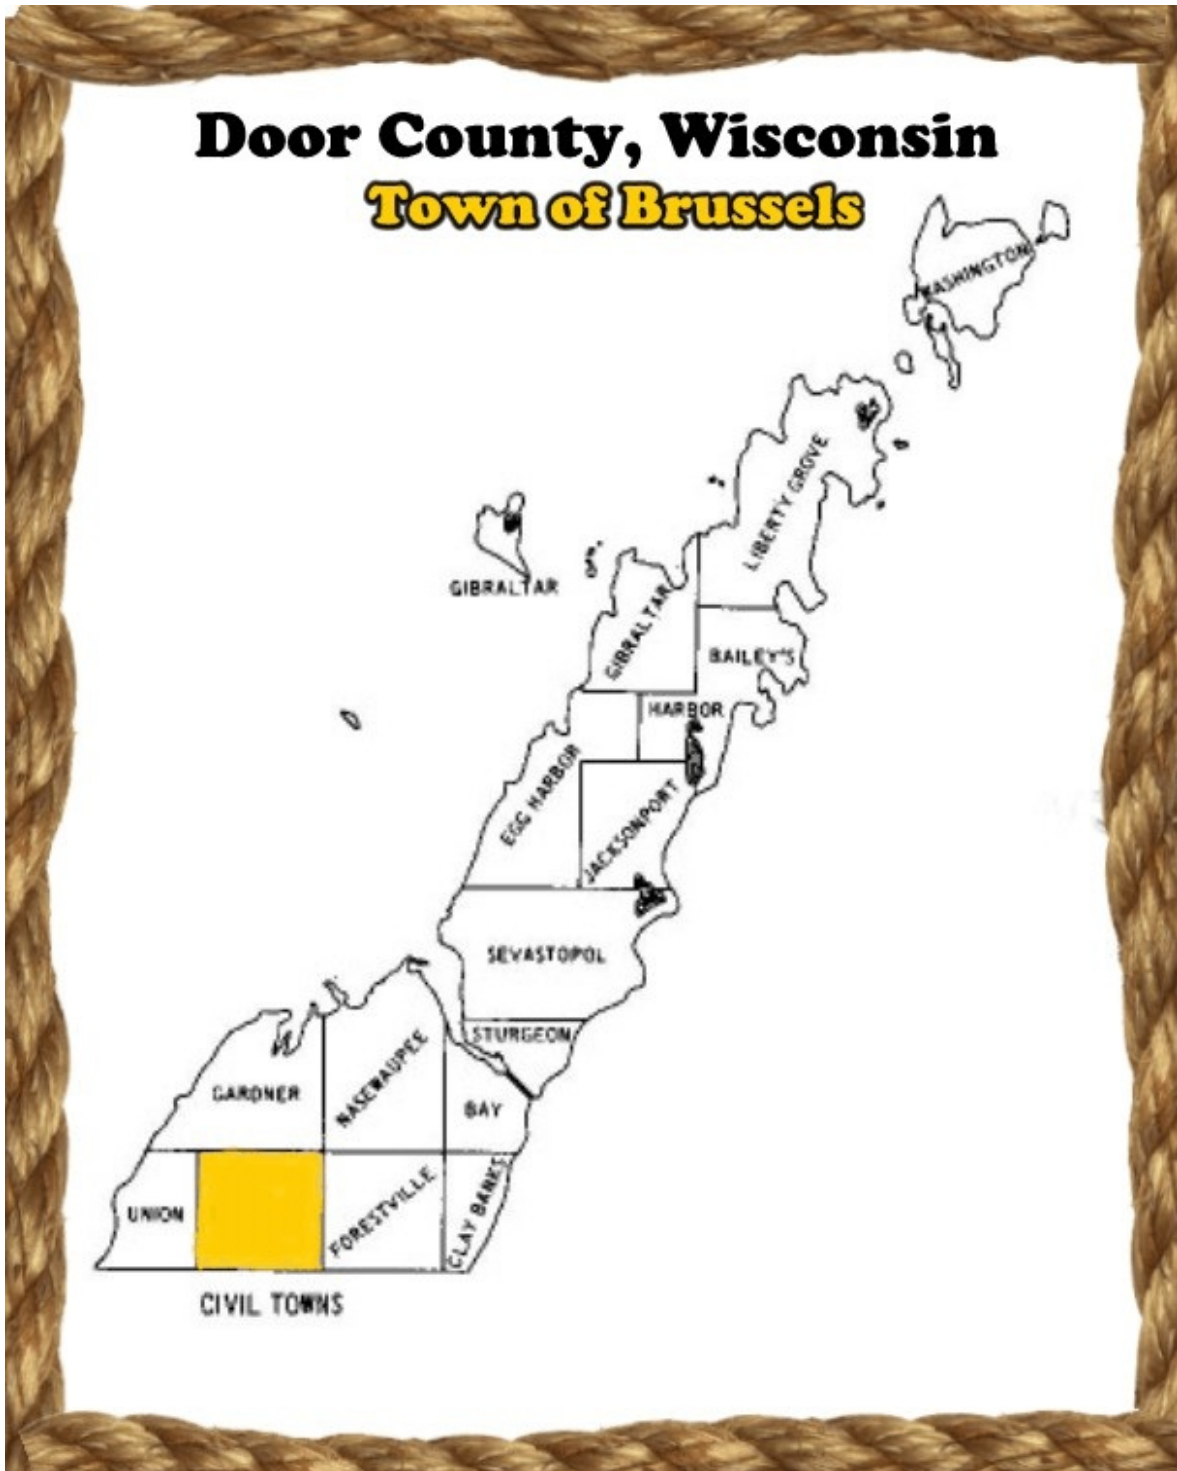 Door County, Wisconsin
Town of Brussels
WASHINGTON
LIBERTY GROVE
GIBRALTAR
GIBRALTAR
BAILEY'S
HARBOR
EGG HARBOR
JACKSONPORT
SEVASTOPOL
STURGEON
NASEWAUPEE
GARDNER
BAY
UNION
FORESTVILLE
CLAY BANKS
CIVIL TOWNS